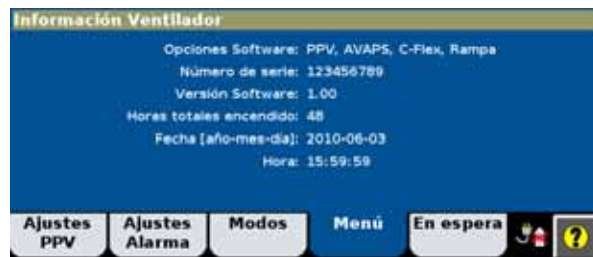 Información Ventilador
Opciones Software: PPV, AVAPS, C-Flex, Rampa
Número de serie: 123456789
Versión Software: 1.00
Horas totales encendido: 48
Fecha [año-mes-día]: 2010-06-03
Hora: 15:59:59
Ajustes PPV
Ajustes Alarma
Modos
Menú
En espera
?